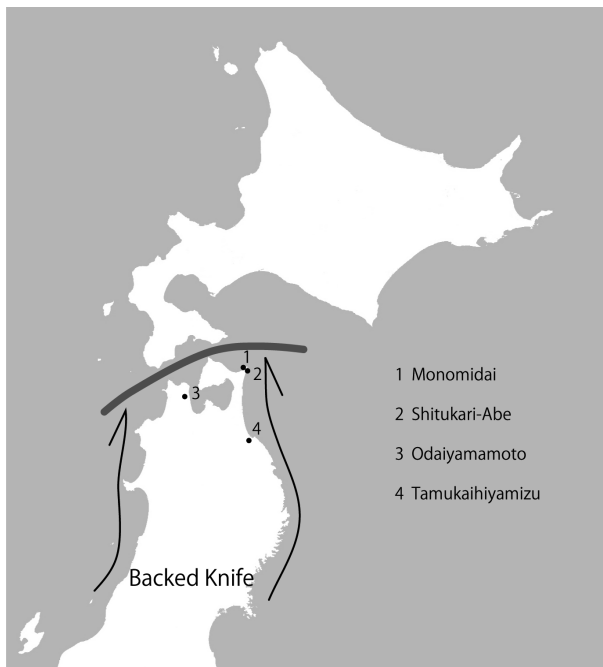 1
2
3
4
Backed Knife
1 Monomidai
2 Shitukari-Abe
3 Odaiyamamoto
4 Tamukaihiyamizu